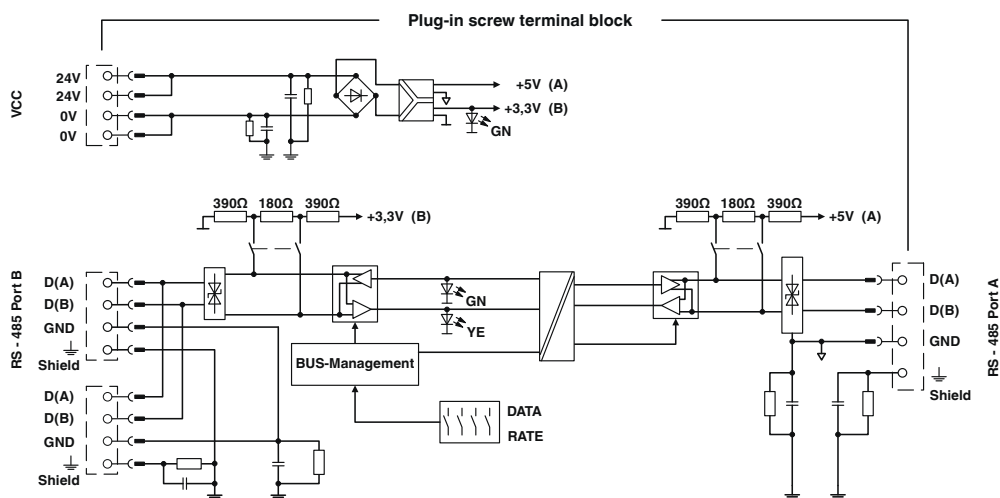 Plug-in screw terminal block
VCC
24V
24V
0V
0V
+5V (A)
+3,3V (B)
GN
390Ω 180Ω 390Ω
+3,3V (B)
390Ω 180Ω 390Ω
+5V (A)
RS - 485 Port B
D(A)
D(B)
GND
Shield
D(A)
D(B)
GND
Shield
GN
YE
BUS-Management
DATA
RATE
D(A)
D(B)
GND
Shield
RS - 485 Port A